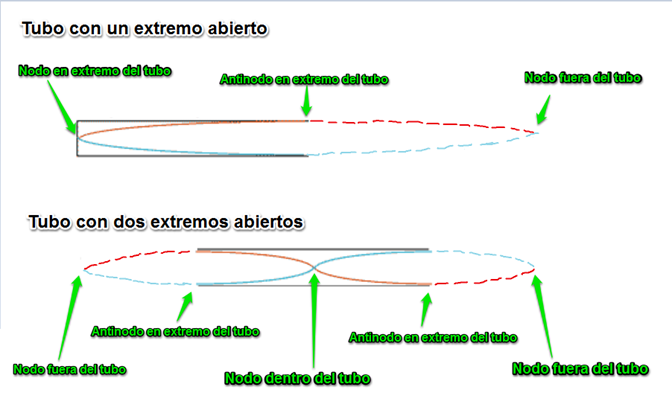 Tubo con un extremo abierto
Nodo en extremo del tubo
Antinodo en extremo del tubo
Nodo fuera del tubo
Tubo con dos extremos abiertos
Antinodo en extremo del tubo
Antinodo en extremo del tubo
Nodo fuera del tubo
Nodo dentro del tubo
Nodo fuera del tubo